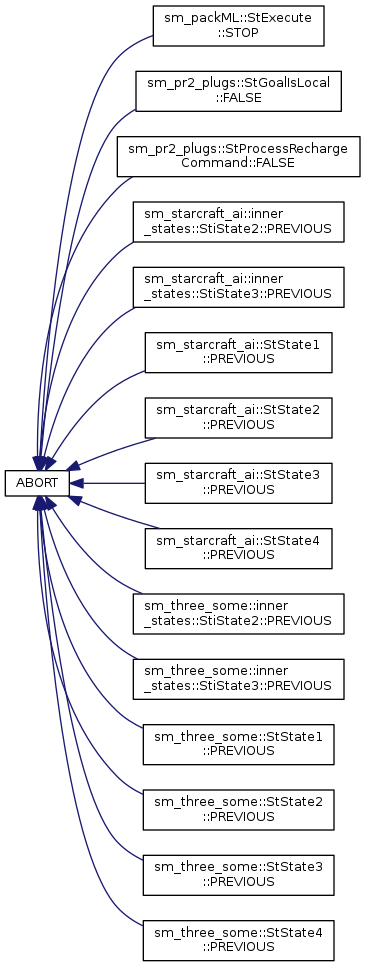 sm_packML::StExecute
::STOP
sm_pr2_plugs::StGoalIsLocal
::FALSE
sm_pr2_plugs::StProcessRecharge
Command::FALSE
sm_starcraft_ai::inner
_states::StiState2::PREVIOUS
sm_starcraft_ai::inner
_states::StiState3::PREVIOUS
sm_starcraft_ai::StState1
::PREVIOUS
sm_starcraft_ai::StState2
::PREVIOUS
ABORT
sm_starcraft_ai::StState3
::PREVIOUS
sm_starcraft_ai::StState4
::PREVIOUS
sm_three_some::inner
_states::StiState2::PREVIOUS
sm_three_some::inner
_states::StiState3::PREVIOUS
sm_three_some::StState1
::PREVIOUS
sm_three_some::StState2
::PREVIOUS
sm_three_some::StState3
::PREVIOUS
sm_three_some::StState4
::PREVIOUS